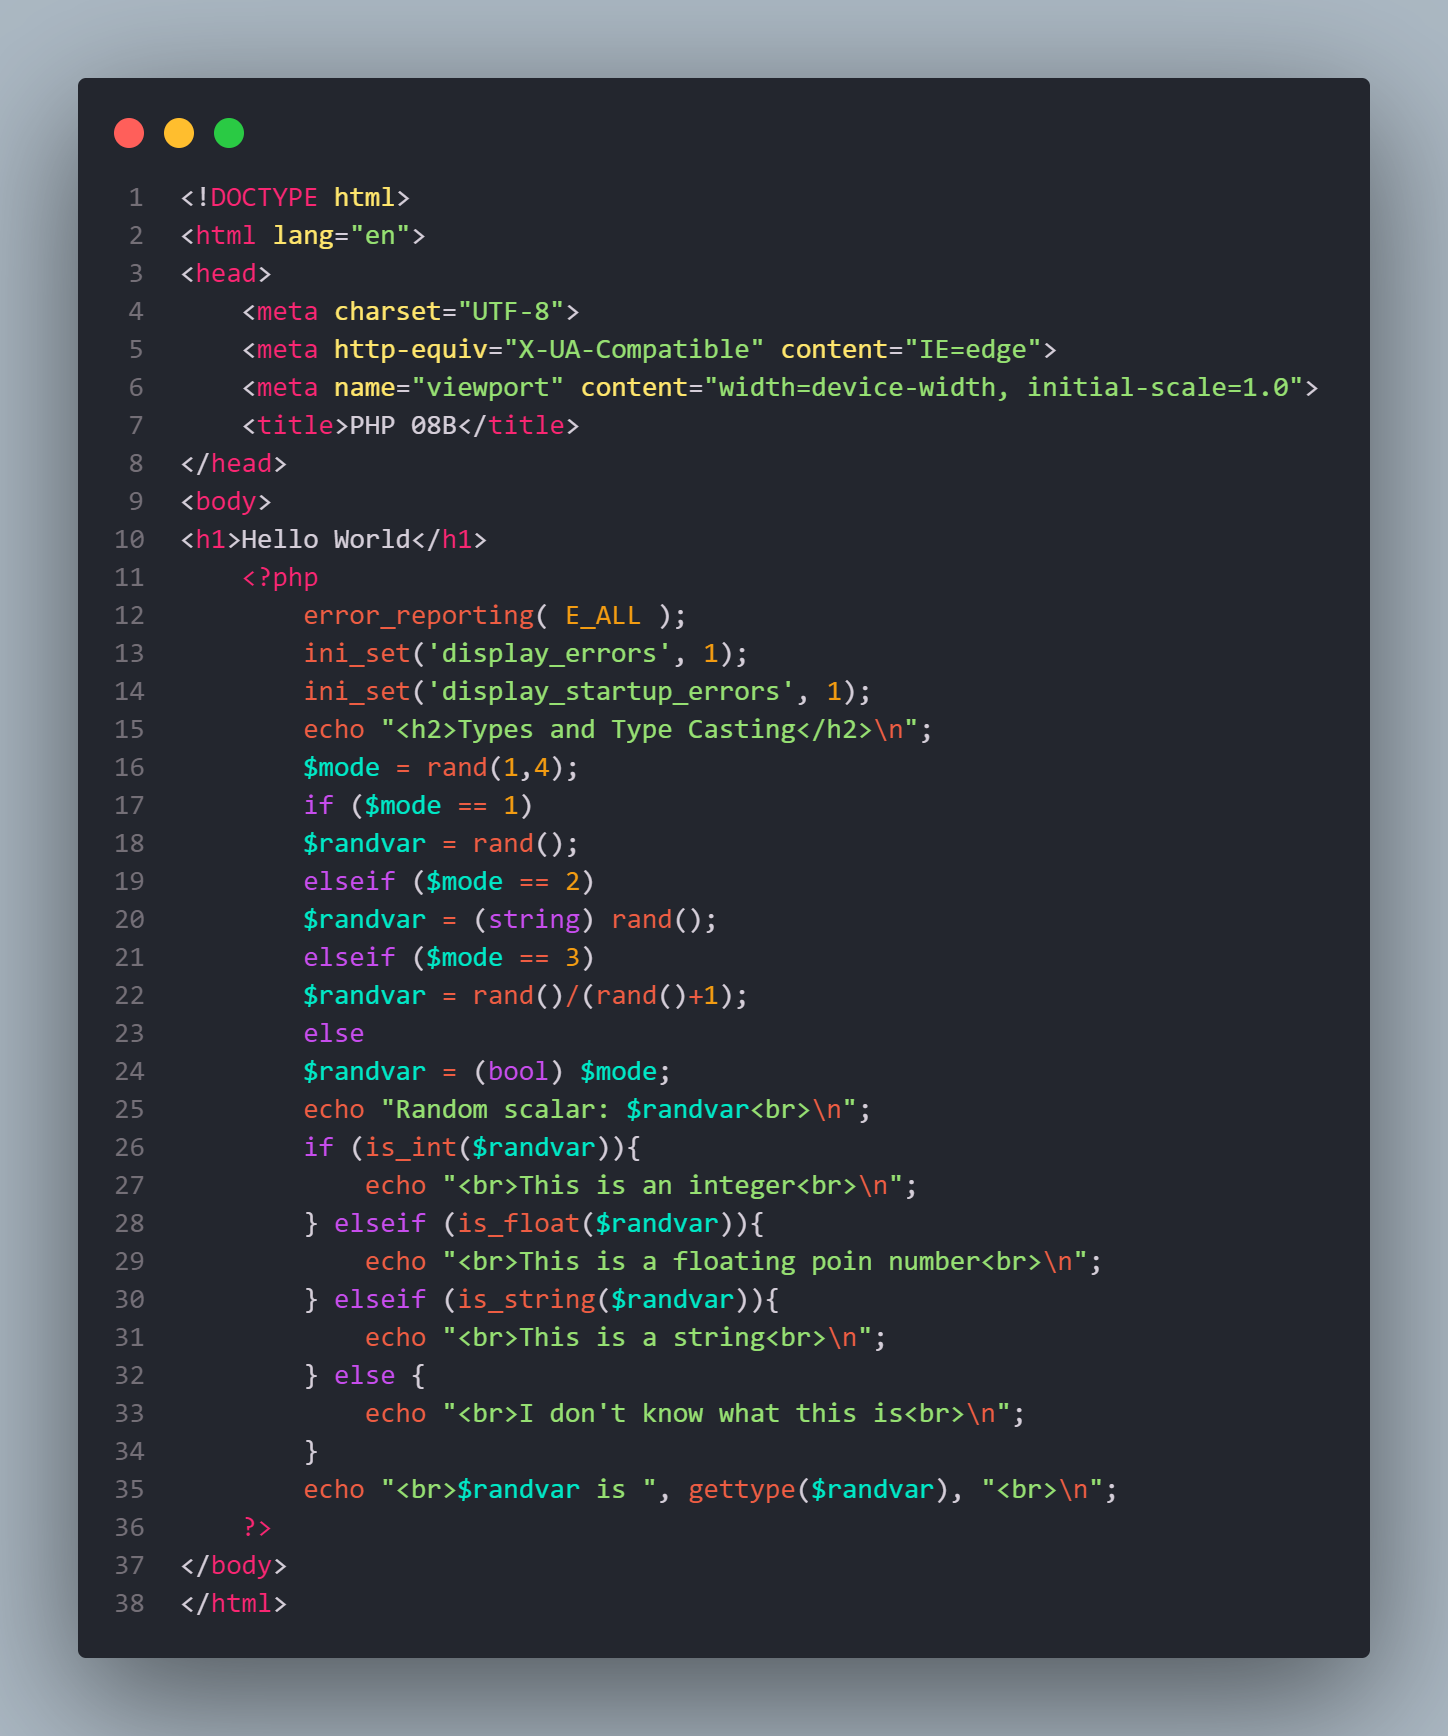 1 <!DOCTYPE html>
2 <html lang="en">
3 <head>
4     <meta charset="UTF-8">
5     <meta http-equiv="X-UA-Compatible" content="IE=edge">
6     <meta name="viewport" content="width=device-width, initial-scale=1.0">
7     <title>PHP 08B</title>
8 </head>
9 <body>
10 <h1>Hello World</h1>
11     <?php
12         error_reporting( E_ALL );
13         ini_set('display_errors', 1);
14         ini_set('display_startup_errors', 1);
15         echo "<h2>Types and Type Casting</h2>\n";
16         $mode = rand(1,4);
17         if ($mode == 1)
18         $randvar = rand();
19         elseif ($mode == 2)
20         $randvar = (string) rand();
21         elseif ($mode == 3)
22         $randvar = rand()/(rand()+1);
23         else
24         $randvar = (bool) $mode;
25         echo "Random scalar: $randvar<br>\n";
26         if (is_int($randvar)){
27             echo "<br>This is an integer<br>\n";
28         } elseif (is_float($randvar)){
29             echo "<br>This is a floating poin number<br>\n";
30         } elseif (is_string($randvar)){
31             echo "<br>This is a string<br>\n";
32         } else {
33             echo "<br>I don't know what this is<br>\n";
34         }
35         echo "<br>$randvar is ", gettype($randvar), "<br>\n";
36     ?>
37 </body>
38 </html>